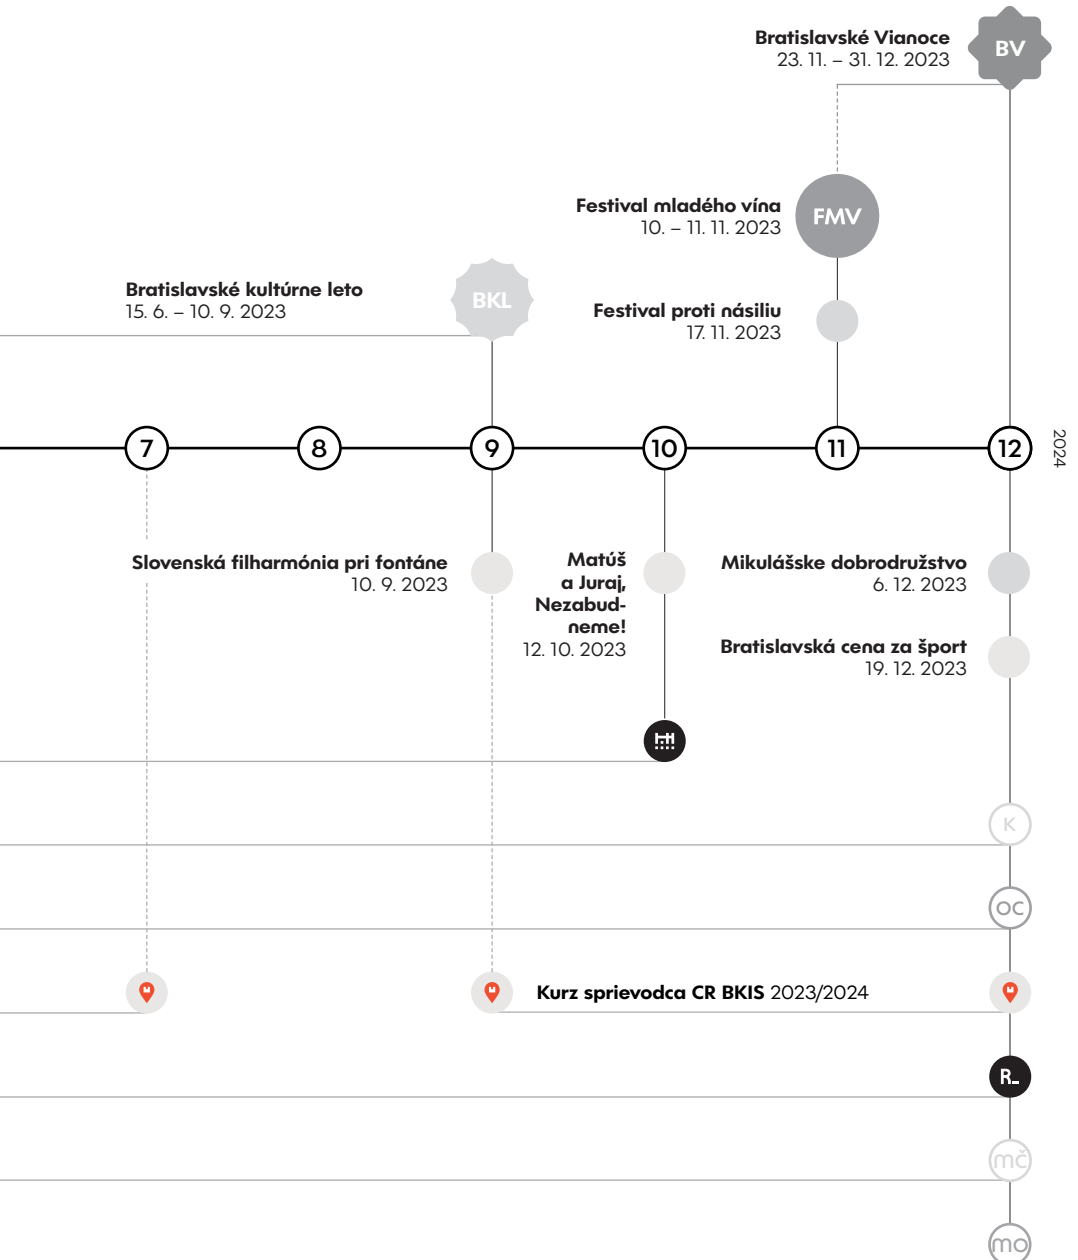 Bratislavské Vianoce
23. 11. – 31. 12. 2023
BV
Festival mladého vína
10. – 11. 11. 2023
FMV
Bratislavské kultúrne leto
15. 6. – 10. 9. 2023
BKL
Festival proti násiliu
17. 11. 2023
7
8
9
10
11
12
2024
Slovenská filharmónia pri fontáne
10. 9. 2023
Matúš
a Juraj,
Nezabud-
neme!
12. 10. 2023
Mikulášske dobrodružstvo
6. 12. 2023
Bratislavská cena za šport
19. 12. 2023
K
OC
Kurz sprievodca CR BKIS 2023/2024
R_
mč
mo